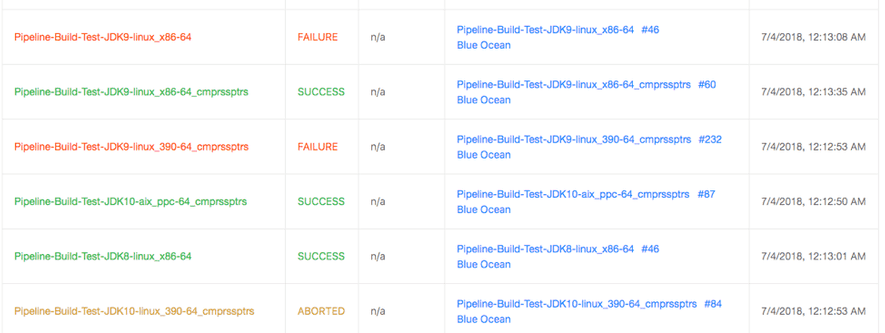 Pipeline-Build-Test-JDK9-linux_x86-64 FAILURE n/a Pipeline-Build-Test-JDK9-linux_x86-64 #46 7/4/2018, 12:13:08 AM
Blue Ocean
Pipeline-Build-Test-JDK9-linux_x86-64_cmprssptrs SUCCESS n/a Pipeline-Build-Test-JDK9-linux_x86-64_cmprssptrs #60 7/4/2018, 12:13:35 AM
Blue Ocean
Pipeline-Build-Test-JDK9-linux_390-64_cmprssptrs FAILURE n/a Pipeline-Build-Test-JDK9-linux_390-64_cmprssptrs #232 7/4/2018, 12:12:53 AM
Blue Ocean
Pipeline-Build-Test-JDK10-aix_ppc-64_cmprssptrs SUCCESS n/a Pipeline-Build-Test-JDK10-aix_ppc-64_cmprssptrs #87 7/4/2018, 12:12:50 AM
Blue Ocean
Pipeline-Build-Test-JDK8-linux_x86-64 SUCCESS n/a Pipeline-Build-Test-JDK8-linux_x86-64 #46 7/4/2018, 12:13:01 AM
Blue Ocean
Pipeline-Build-Test-JDK10-linux_390-64_cmprssptrs ABORTED n/a Pipeline-Build-Test-JDK10-linux_390-64_cmprssptrs #84 7/4/2018, 12:12:53 AM
Blue Ocean